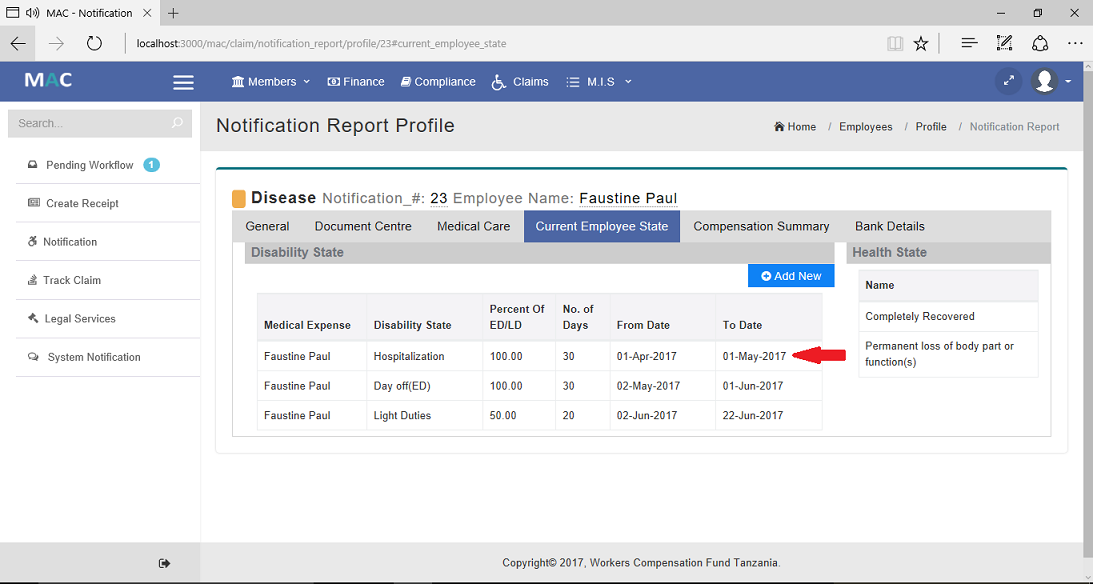 MAC - Notification
localhost:3000/mac/claim/notification_report/profile/23#current_employee_state
MAC
Members
Finance
Compliance
Claims
M.I.S
Search...
Pending Workflow 1
Create Receipt
Notification
Track Claim
Legal Services
System Notification
Notification Report Profile
Home / Employees / Profile / Notification Report
Disease Notification_#: 23 Employee Name: Faustine Paul
General Document Centre Medical Care Current Employee State Compensation Summary Bank Details
Disability State
Add New
Medical Expense Disability State Percent Of ED/LD No. of Days From Date To Date
Faustine Paul Hospitalization 100.00 30 01-Apr-2017 01-May-2017
Faustine Paul Day off(ED) 100.00 30 02-May-2017 01-Jun-2017
Faustine Paul Light Duties 50.00 20 02-Jun-2017 22-Jun-2017
Health State
Name
Completely Recovered
Permanent loss of body part or
function(s)
Copyright© 2017, Workers Compensation Fund Tanzania.